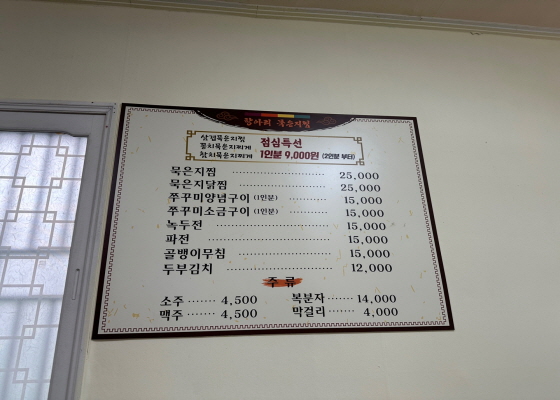 항아리 묵은지찜
삼겹묵은지찜
꽁치묵은지찌개
참치묵은지찌개
점심특선
1인분 9,000원 (2인분 부터)
묵은지찜 25,000
묵은지닭찜 25,000
쭈꾸미양념구이 (1인분) 15,000
쭈꾸미소금구이 (1인분) 15,000
녹두전 15,000
파전 15,000
골뱅이무침 15,000
두부김치 12,000
주류
소주 4,500 복분자 14,000
맥주 4,500 막걸리 4,000